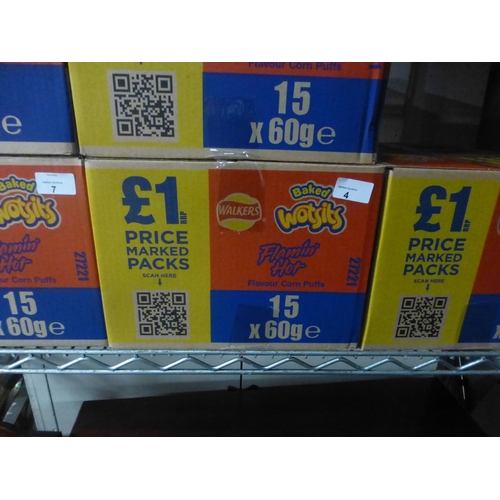 Flavour Corn Puffs
15
x 60g e
e
7
Baked
Wotsits
Flamin'
Hot
Flavour Corn Puffs
27221
15
x 60g e
£1
RRP
PRICE
MARKED
PACKS
SCAN HERE
WALKERS
4
Baked
Wotsits
Flamin'
Hot
Flavour Corn Puffs
27221
15
x 60g e
£1
RRP
PRICE
MARKED
PACKS
SCAN HERE